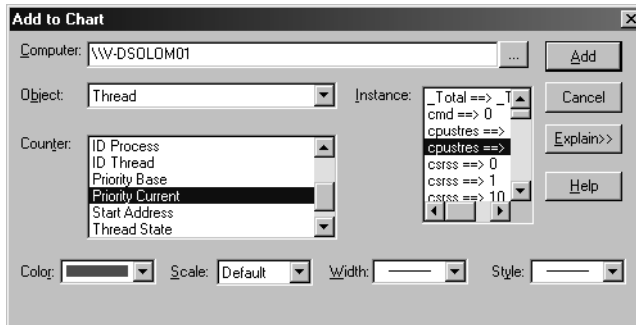 Add to Chart
Computer: \\V-DSOLOM01 ... Add
Object: Thread Instance: Cancel
_Total ==> _T
cmd ==> 0
cpustres ==>
cpustres ==>
csrss ==> 0
csrss ==> 1
csrss ==> 10
Counter: Explain>>
ID Process
ID Thread
Priority Base
Priority Current
Start Address
Thread State
Help
Color: Scale: Default Width: Style: